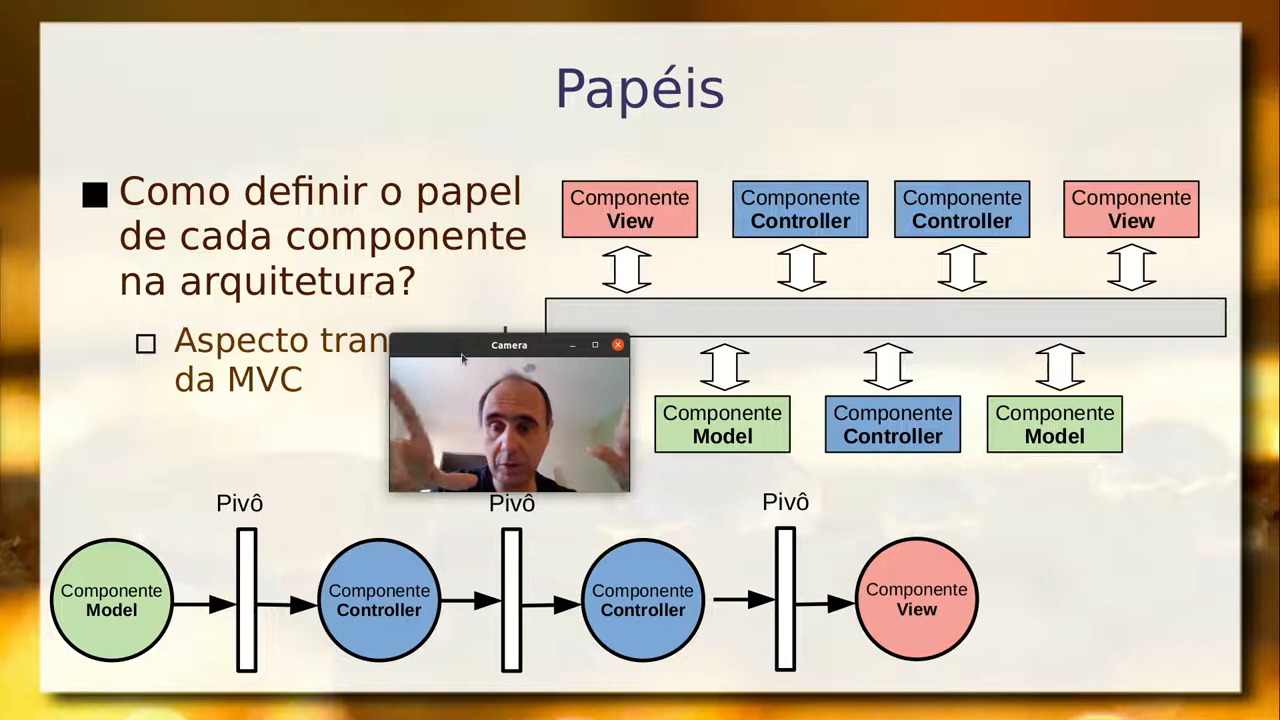 Papéis
Como definir o papel
de cada componente
na arquitetura?
Aspecto
da MVC
Componente
View
Componente
Controller
Componente
Controller
Componente
View
Componente
Model
Componente
Controller
Componente
Model
Camera
Pivô
Pivô
Pivô
Componente
Model
Componente
Controller
Componente
Controller
Componente
View